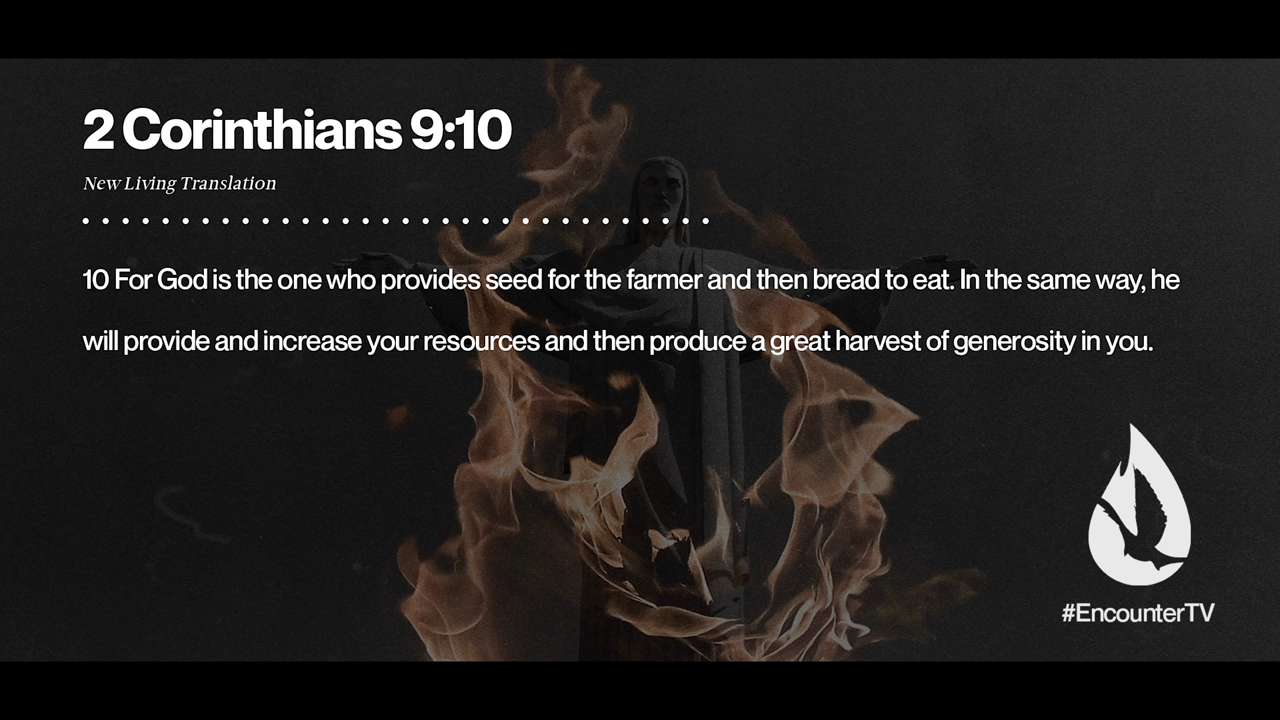 2 Corinthians 9:10
New Living Translation
10 For God is the one who provides seed for the farmer and then bread to eat. In the same way, he
will provide and increase your resources and then produce a great harvest of generosity in you.
#EncounterTV